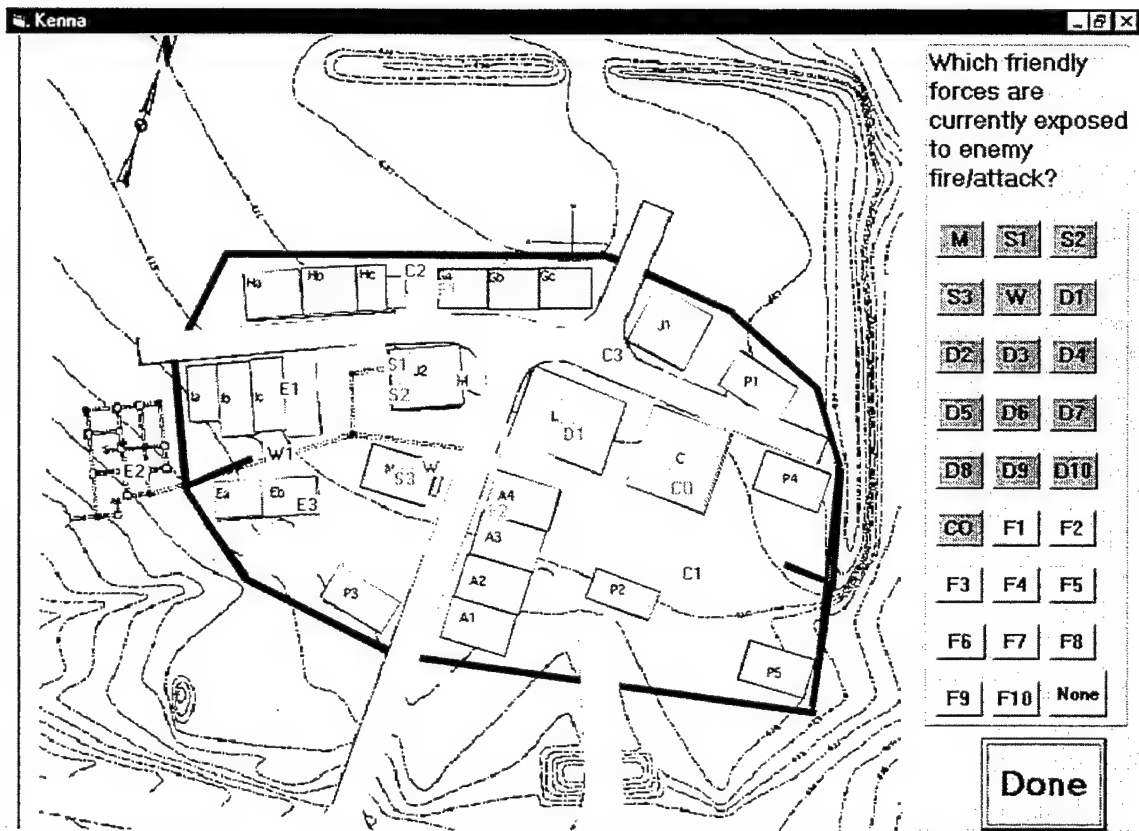 Kenna
Which friendly
forces are
currently exposed
to enemy
fire/attack?
M S1 S2
S3 W D1
D2 D3 D4
D5 D6 D7
D8 D9 D10
CO F1 F2
F3 F4 F5
F6 F7 F8
F9 F10 None
Done
Ha Hb Hc C2 Ga Gb Gc
J1
C3
S1 J2
P1
S2 H
Ia Ib Ic E1
L
D1
W1
C
E2
M W
P4
S3
CO
Ea Eb
A4
E3
A3
C1
A2
P2
P3
A1
P5